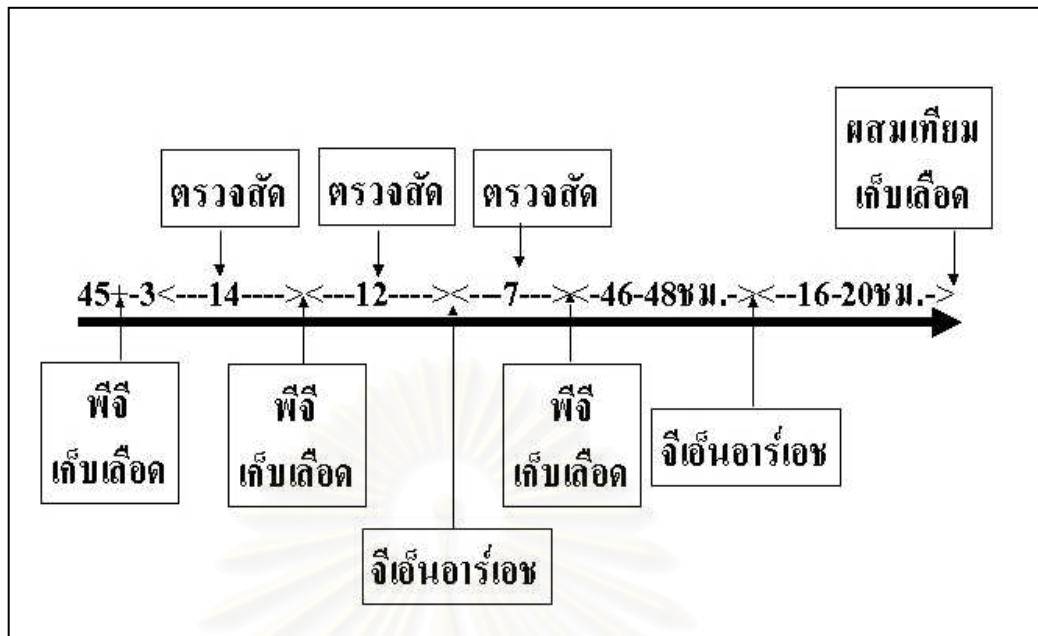 ผสมเทียม
เก็บเลือด
ตรวจสัด
ตรวจสัด
ตรวจสัด
45+-3<---14----><---12----><---7---><-46-48ชม.-><--16-20ชม.->
พีจี
เก็บเลือด
พีจี
เก็บเลือด
พีจี
เก็บเลือด
จีเอ็นอาร์เอช
จีเอ็นอาร์เอช